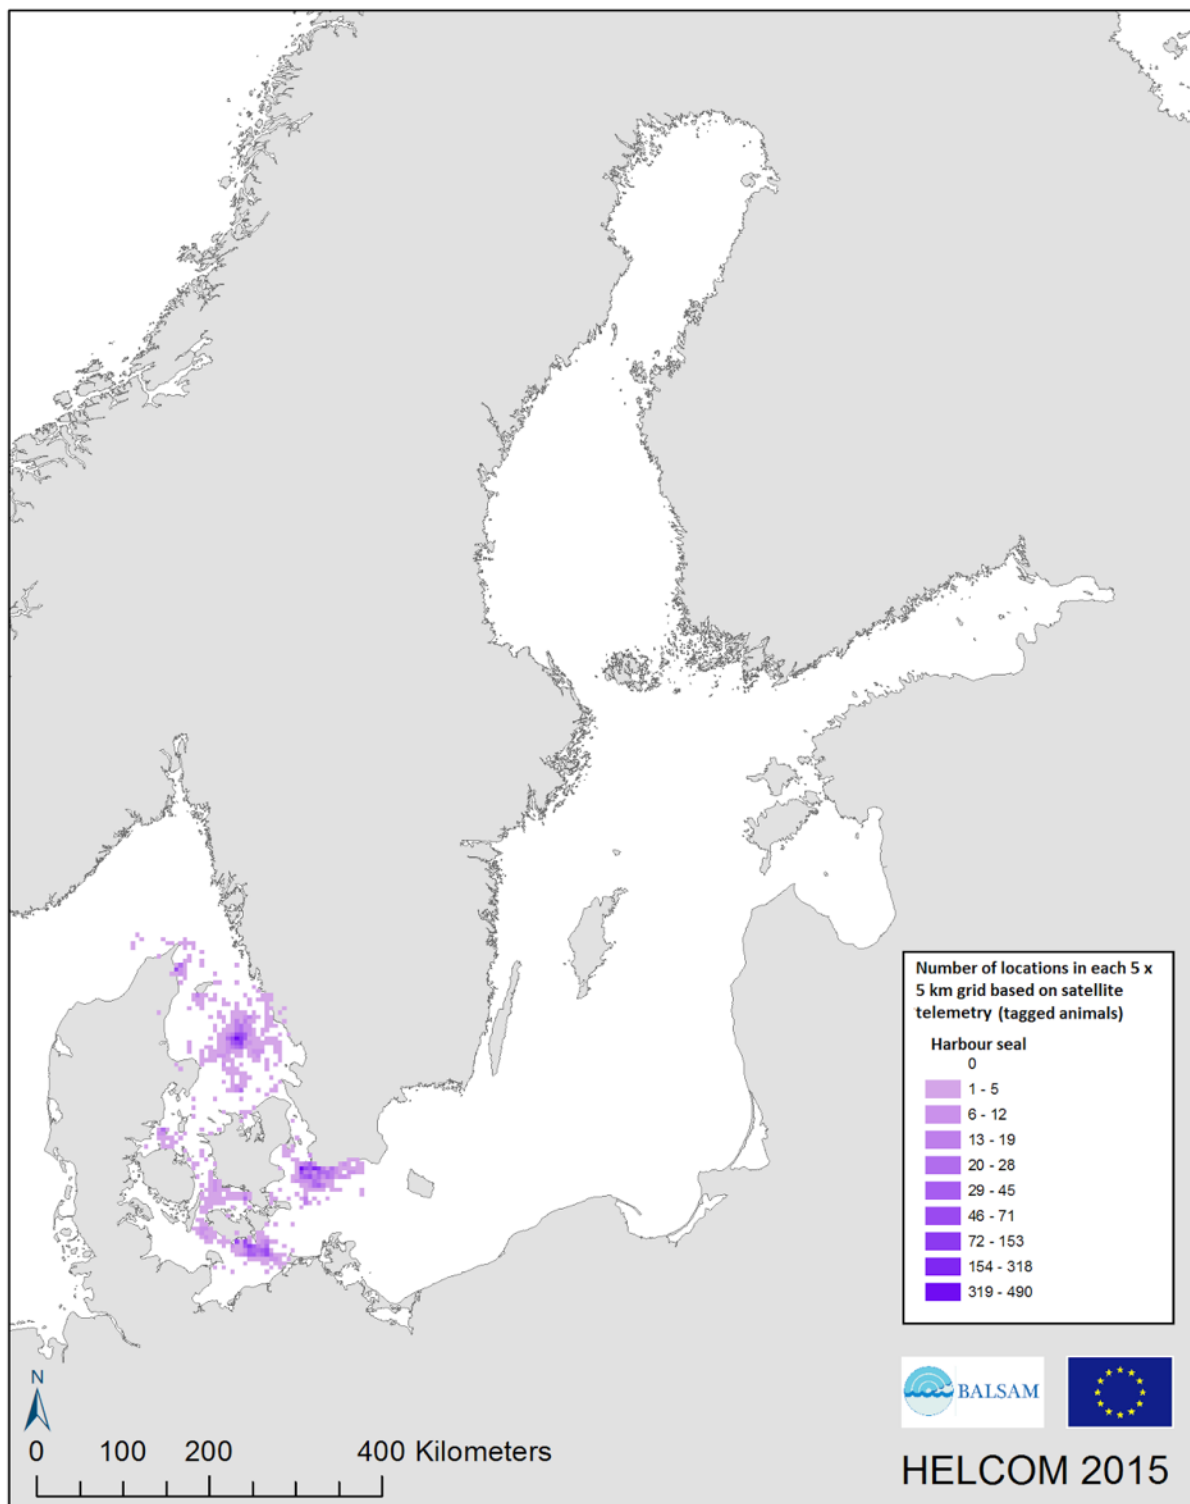 Number of locations in each 5 x
5 km grid based on satellite
telemetry (tagged animals)
Harbour seal
0
1 - 5
6 - 12
13 - 19
20 - 28
29 - 45
46 - 71
72 - 153
154 - 318
319 - 490
BALSAM
HELCOM 2015
N
0 100 200 400 Kilometers